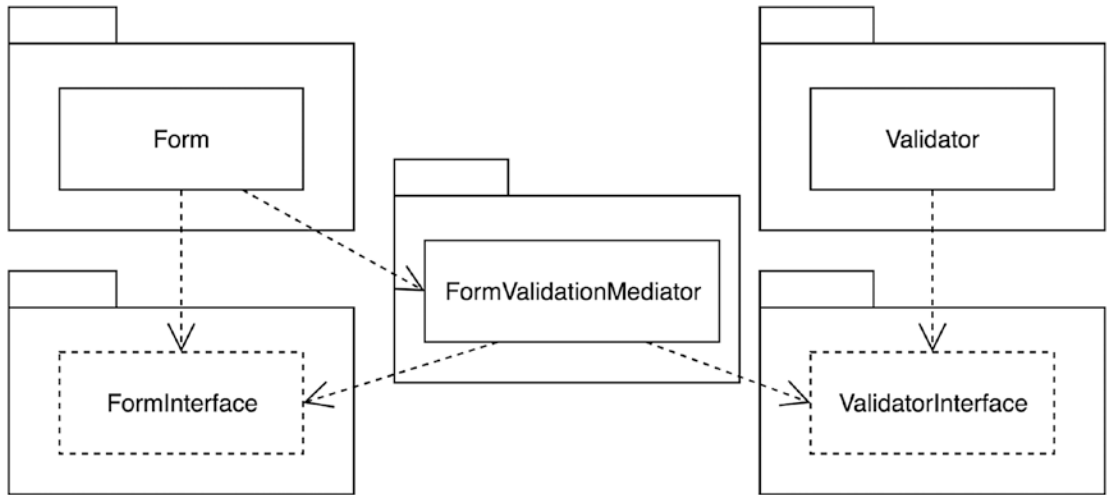 Form
Validator
FormValidationMediator
FormInterface
ValidatorInterface